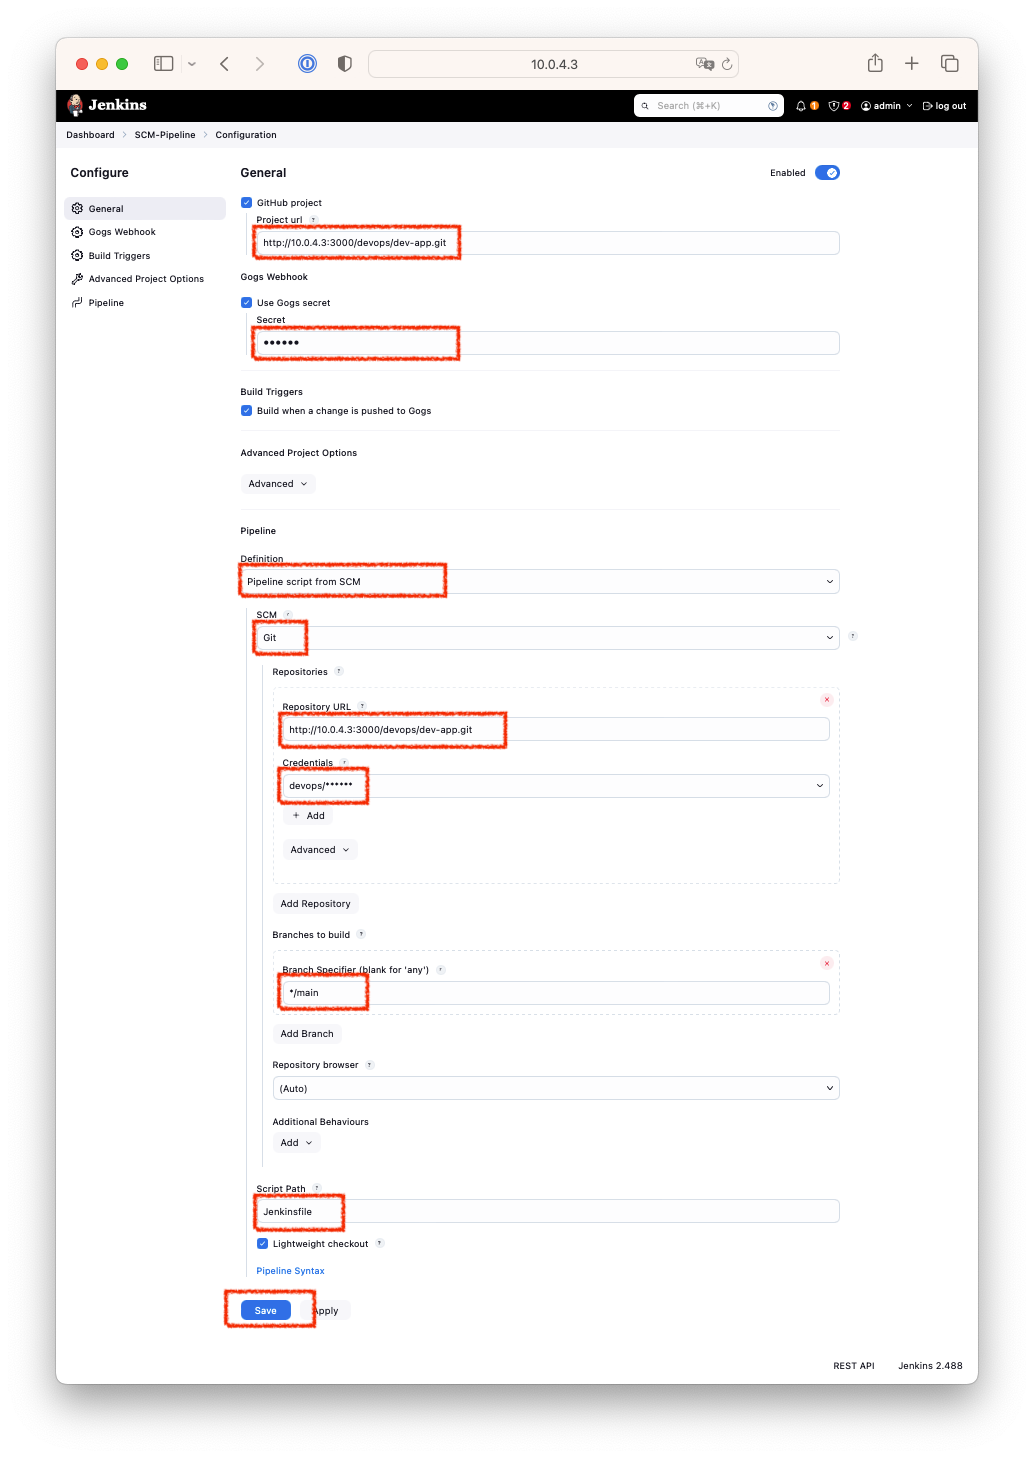 10.0.4.3
Jenkins
Search (⌘+K)
1
2
admin
log out
Dashboard
SCM-Pipeline
Configuration
Configure
General
Gogs Webhook
Build Triggers
Advanced Project Options
Pipeline
General
Enabled
GitHub project
Project url ?
http://10.0.4.3:3000/devops/dev-app.git
Gogs Webhook
Use Gogs secret
Secret
••••••
Build Triggers
Build when a change is pushed to Gogs
Advanced Project Options
Advanced
Pipeline
Definition
Pipeline script from SCM
SCM ?
Git
?
Repositories ?
Repository URL ?
http://10.0.4.3:3000/devops/dev-app.git
Credentials ?
devops/******
+ Add
Advanced
Add Repository
Branches to build ?
Branch Specifier (blank for 'any') ?
*/main
Add Branch
Repository browser ?
(Auto)
Additional Behaviours
Add
Script Path ?
Jenkinsfile
Lightweight checkout ?
Pipeline Syntax
Save
Apply
REST API
Jenkins 2.488